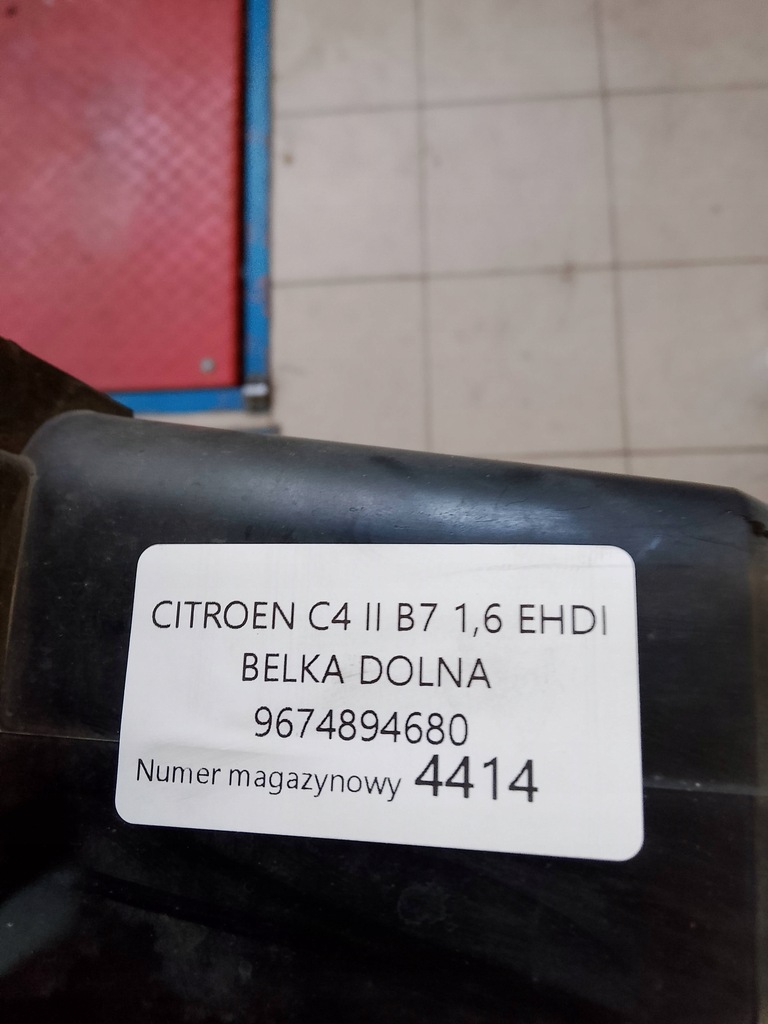 CITROEN C4 II B7 1,6 EHDI
BELKA DOLNA
9674894680
Numer magazynowy 4414